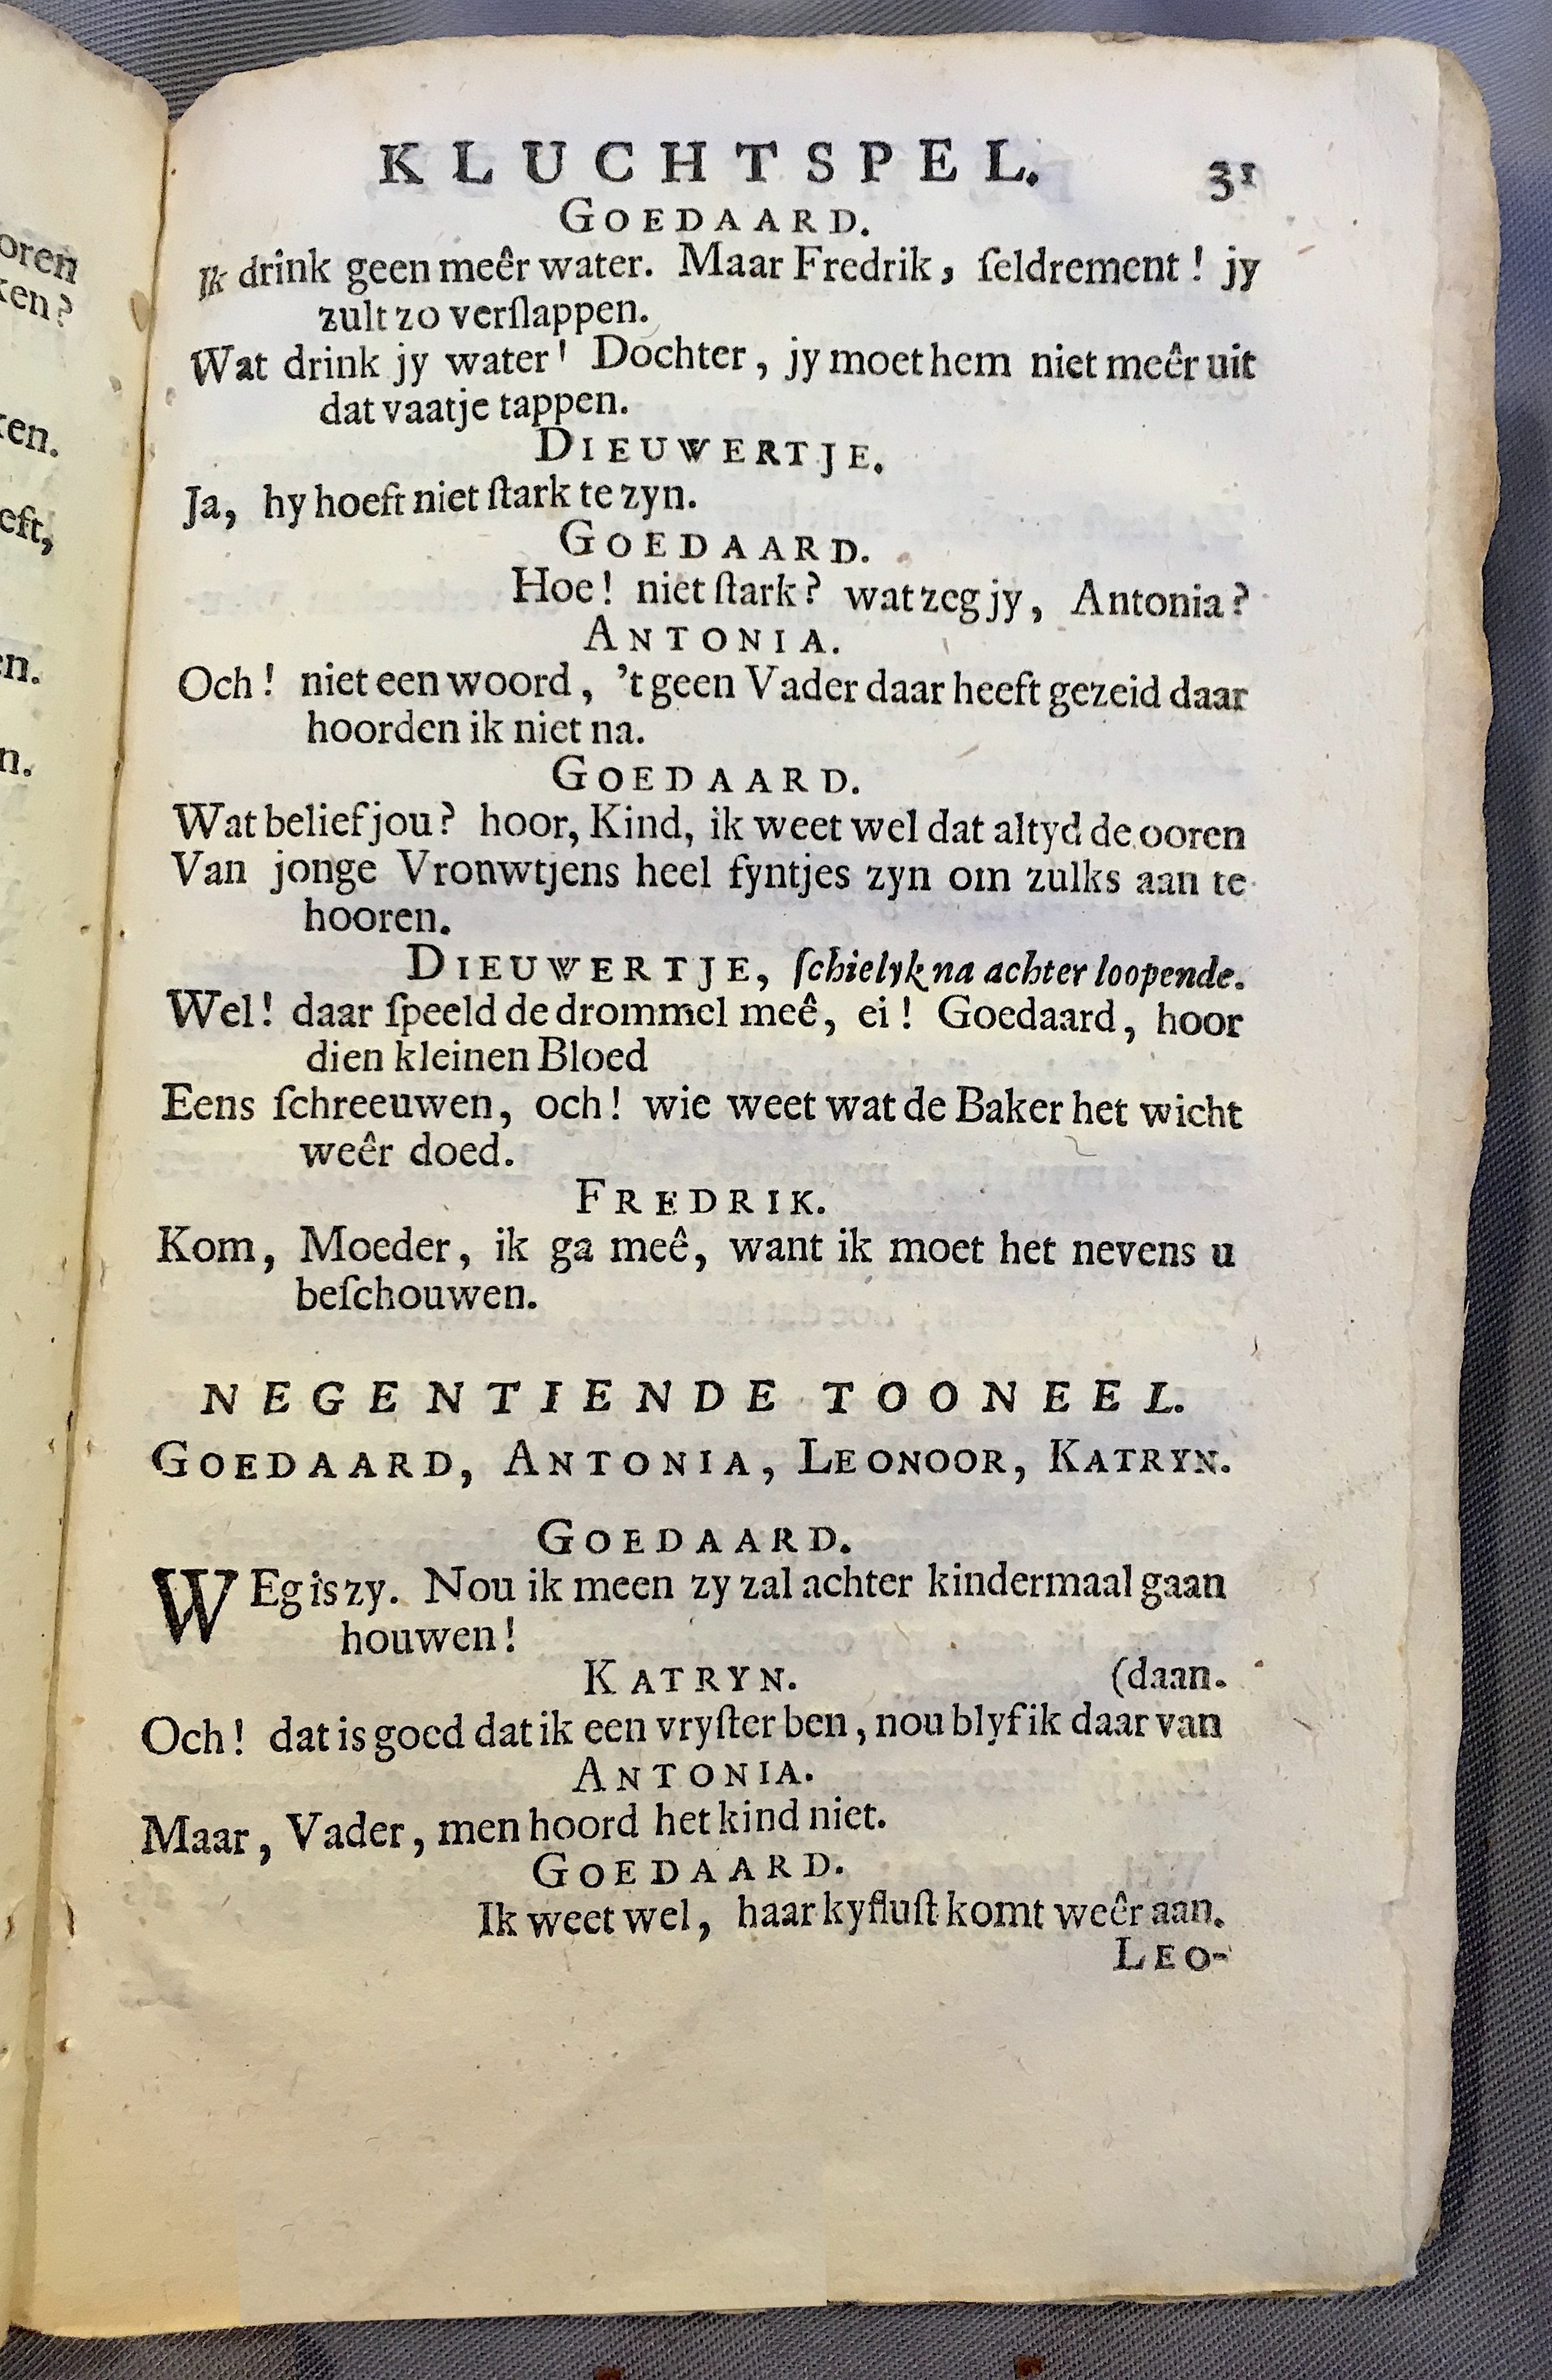 KLUCHTSPEL. 31
GOEDAARD.
Ik drink geen meêr water. Maar Fredrik, ſeldrement! jy
zult zo verſlappen.
Wat drink jy water! Dochter, jy moet hem niet meêr uit
dat vaatje tappen.
DIEUWERTJE.
Ja, hy hoeft niet ſtark te zyn.
GOEDAARD.
Hoe! niet ſtark? wat zeg jy, Antonia?
ANTONIA.
Och! niet een woord, 't geen Vader daar heeft gezeid daar
hoorden ik niet na.
GOEDAARD.
Wat belief jou? hoor, Kind, ik weet wel dat altyd de ooren
Van jonge Vronwtjens heel fyntjes zyn om zulks aan te
hooren.
DIEUWERTJE, ſchielyk na achter loopende.
Wel! daar ſpeeld de drommel meê, ei! Goedaard, hoor
dien kleinen Bloed
Eens ſchreeuwen, och! wie weet wat de Baker het wicht
weêr doed.
FREDRIK.
Kom, Moeder, ik ga meê, want ik moet het nevens u
beſchouwen.
NEGENTIENDE TOONEEL.
GOEDAARD, ANTONIA, LEONOOR, KATRYN.
GOEDAARD.
WEg is zy. Nou ik meen zy zal achter kindermaal gaan
houwen!
KATRYN. (daan.
Och! dat is goed dat ik een vryſter ben, nou blyf ik daar van
ANTONIA.
Maar, Vader, men hoord het kind niet.
GOEDAARD.
Ik weet wel, haar kyfluſt komt weêr aan.
LEO-